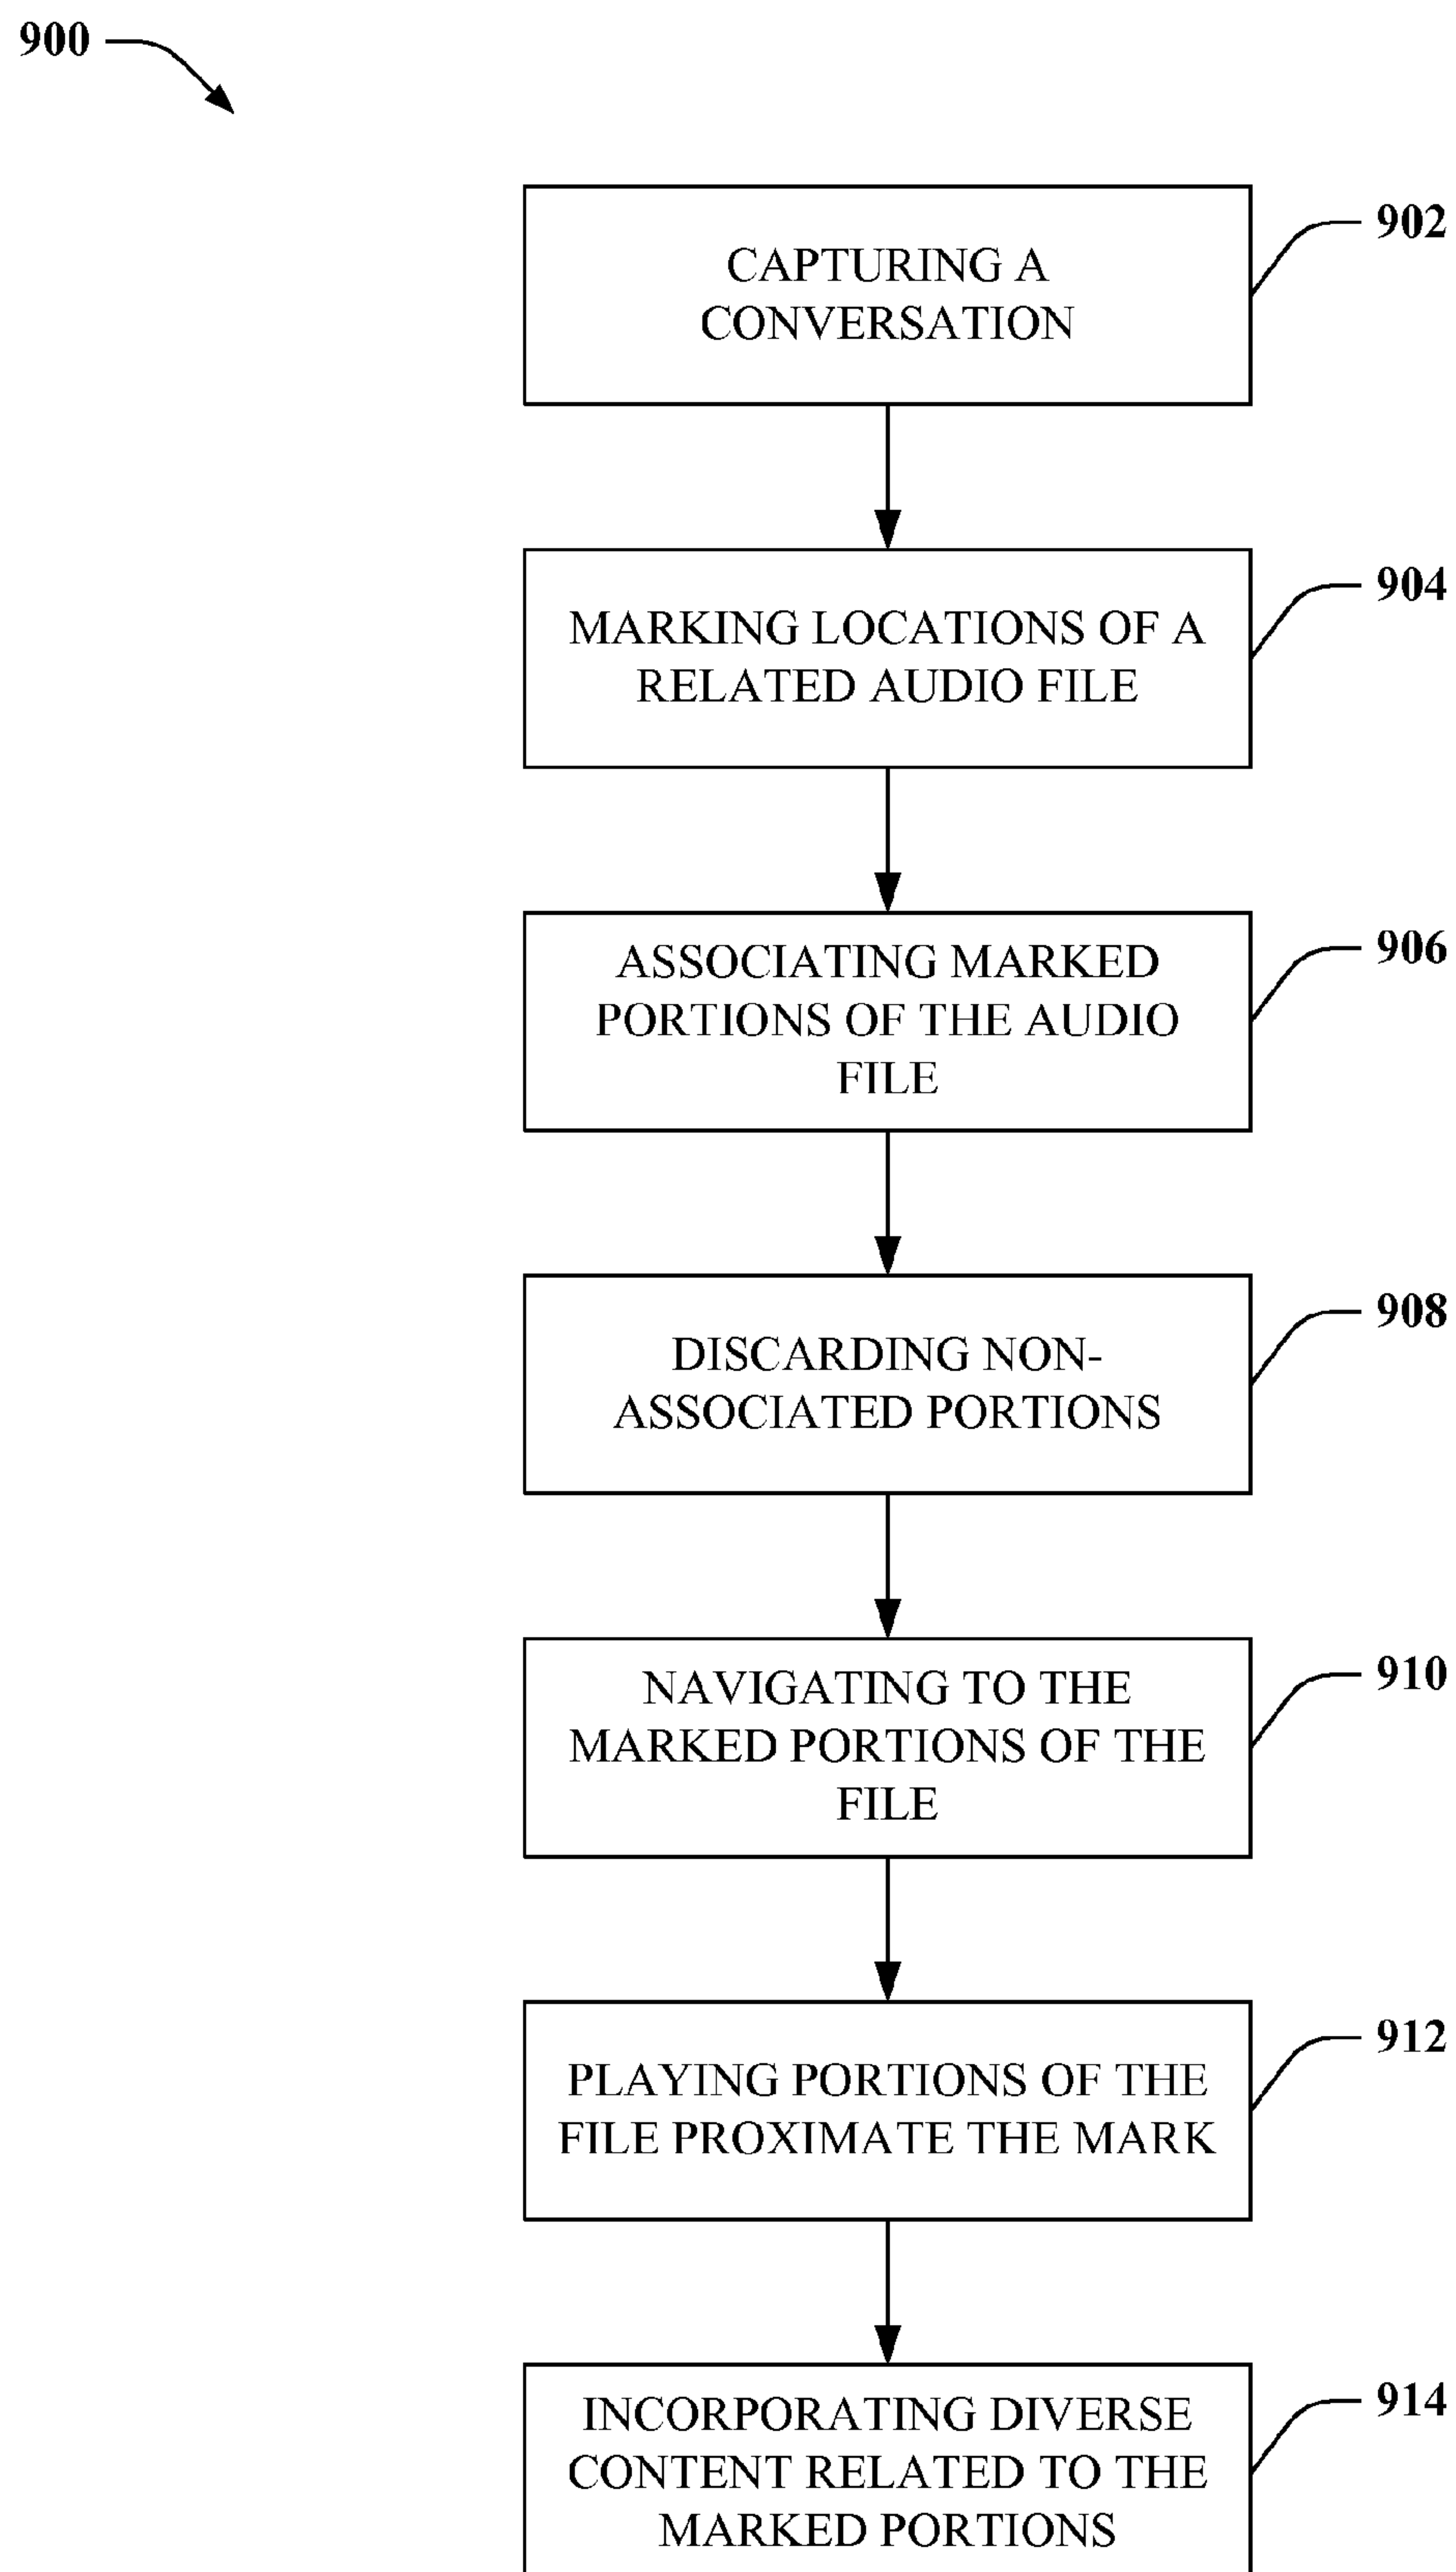 900
CAPTURING A
CONVERSATION
902
MARKING LOCATIONS OF A
RELATED AUDIO FILE
904
ASSOCIATING MARKED
PORTIONS OF THE AUDIO
FILE
906
DISCARDING NON-
ASSOCIATED PORTIONS
908
NAVIGATING TO THE
MARKED PORTIONS OF THE
FILE
910
PLAYING PORTIONS OF THE
FILE PROXIMATE THE MARK
912
INCORPORATING DIVERSE
CONTENT RELATED TO THE
MARKED PORTIONS
914